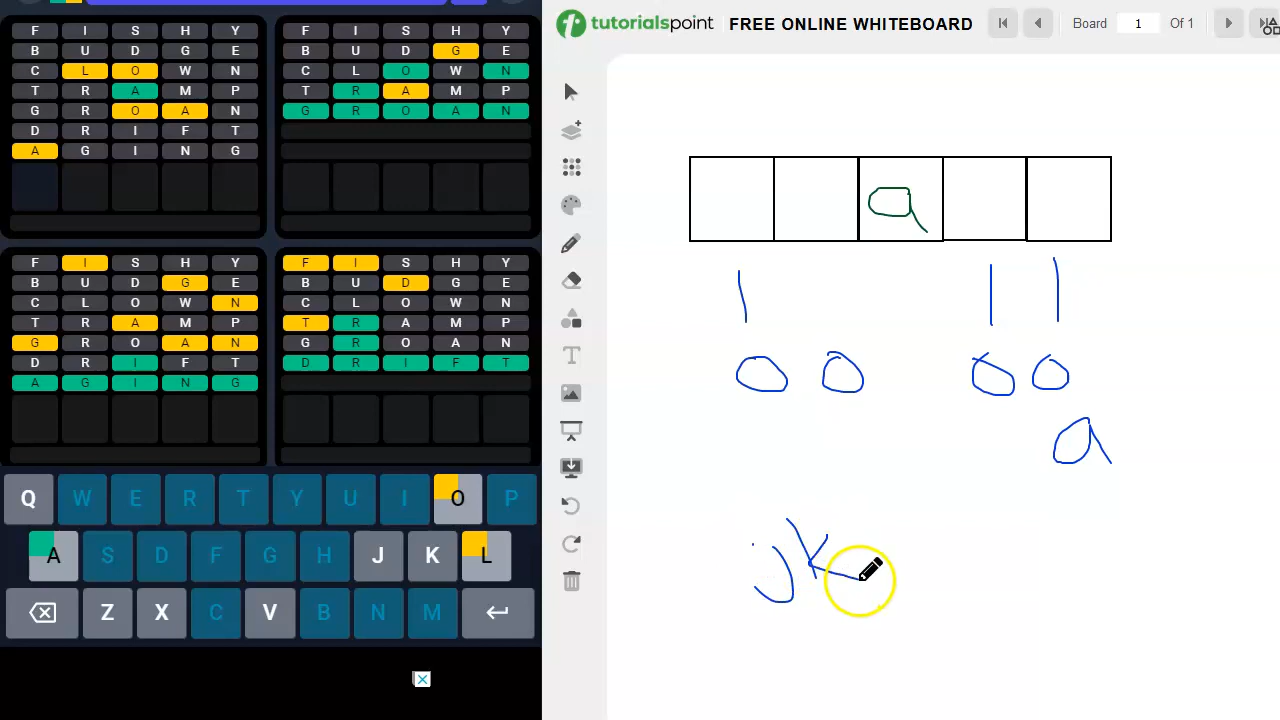 tutorialspoint FREE ONLINE WHITEBOARD Board 1 Of 1
F I S H Y
B U D G E
C L O W N
T R A M P
G R O A N
D R I F T
A G I N G
F I S H Y
B U D G E
C L O W N
T R A M P
G R O A N
F I S H Y
B U D G E
C L O W N
T R A M P
G R O A N
D R I F T
A G I N G
F I S H Y
B U D G E
C L O W N
T R A M P
G R O A N
D R I F T
Q W E R T Y U I O P
A S D F G H J K L
Z X C V B N M
a
l l l
o o o o
a
j k
T